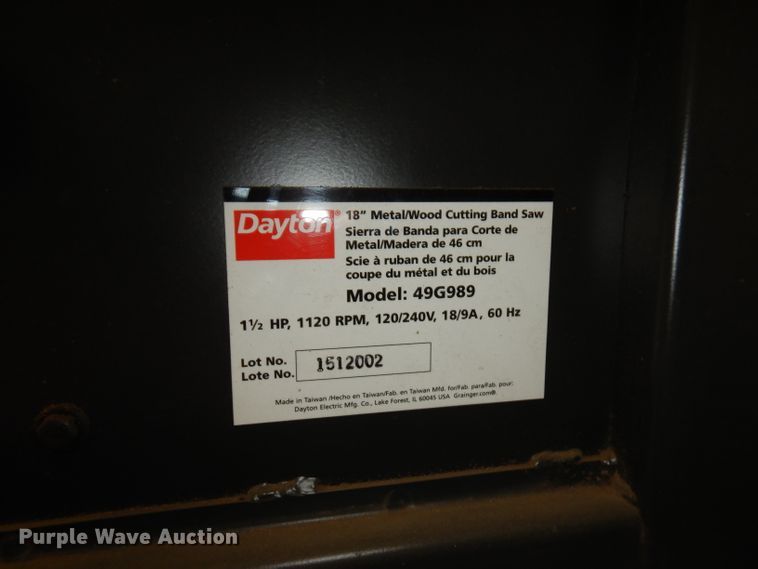 Dayton®
18" Metal/Wood Cutting Band Saw
Sierra de Banda para Corte de
Metal/Madera de 46 cm
Scie à ruban de 46 cm pour la
coupe du métal et du bois
Model: 49G989
1½ HP, 1120 RPM, 120/240V, 18/9A, 60 Hz
Lot No.
Lote No.
1512002
Made in Taiwan /Hecho en Taiwan/Fab. en Taiwan Mfd. for/Fab. para/Fab. pour:
Dayton Electric Mfg. Co., Lake Forest, IL 60045 USA Grainger.com®.
Purple Wave Auction